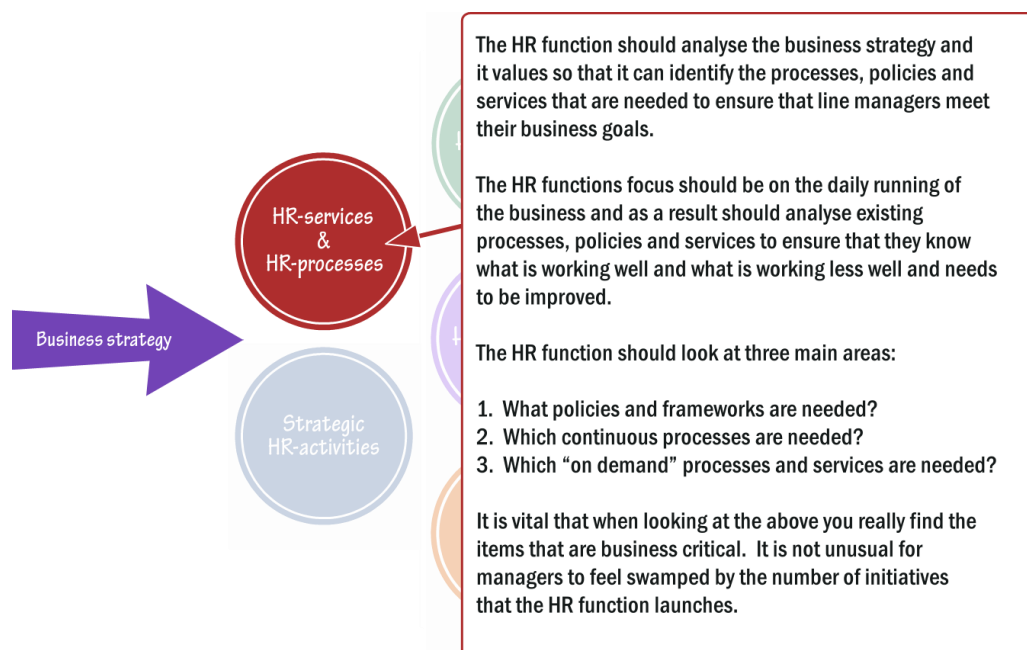 The HR function should analyse the business strategy and
it values so that it can identify the processes, policies and
services that are needed to ensure that line managers meet
their business goals.
The HR functions focus should be on the daily running of
the business and as a result should analyse existing
processes, policies and services to ensure that they know
what is working well and what is working less well and needs
to be improved.
The HR function should look at three main areas:
1. What policies and frameworks are needed?
2. Which continuous processes are needed?
3. Which “on demand” processes and services are needed?
It is vital that when looking at the above you really find the
items that are business critical. It is not unusual for
managers to feel swamped by the number of initiatives
that the HR function launches.
HR-services
&
HR-processes
Business strategy
Strategic
HR-activities